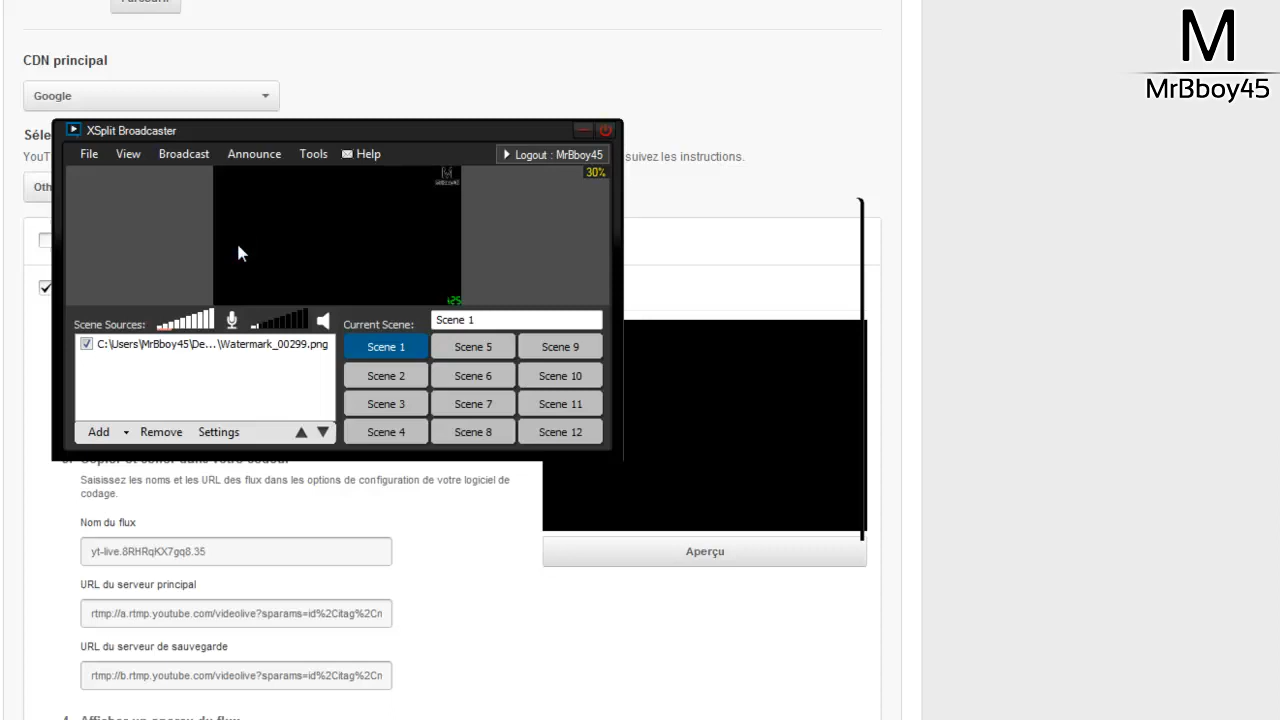 Parcourir
M
MrBboy45
CDN principal
Google
Séle
YouT
suivez les instructions.
Oth
XSplit Broadcaster
File View Broadcast Announce Tools Help
Logout : MrBboy45
30%
Scene Sources:
Current Scene:
Scene 1
C:\Users\MrBboy45\De...\Watermark_00299.png
Scene 1 Scene 5 Scene 9
Scene 2 Scene 6 Scene 10
Scene 3 Scene 7 Scene 11
Scene 4 Scene 8 Scene 12
Add Remove Settings
Saisissez les noms et les URL des flux dans les options de configuration de votre logiciel de
codage.
Nom du flux
yt-live.8RHRqKX7gq8.35
URL du serveur principal
rtmp://a.rtmp.youtube.com/videolive?sparams=id%2Citag%2Cn
URL du serveur de sauvegarde
rtmp://b.rtmp.youtube.com/videolive?sparams=id%2Citag%2Cn
Aperçu